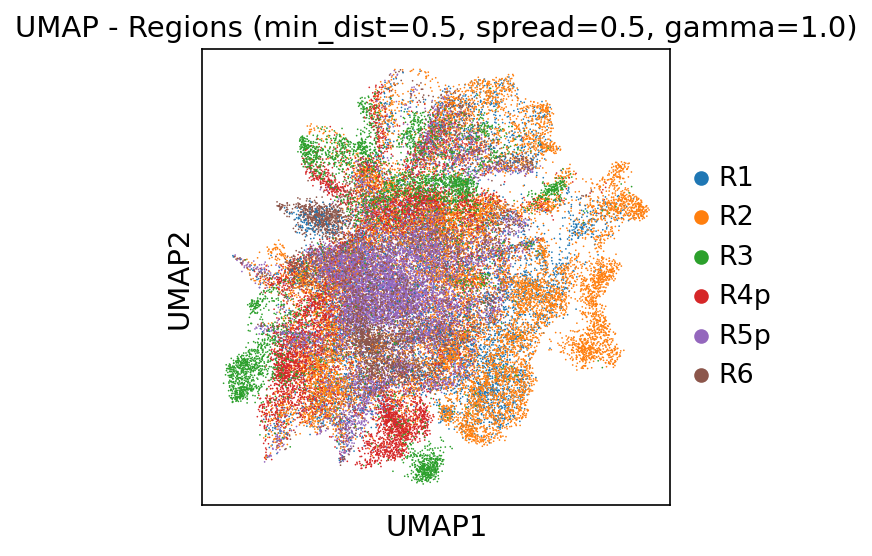 UMAP - Regions (min_dist=0.5, spread=0.5, gamma=1.0)
UMAP2
R1
R2
R3
R4p
R5p
R6
UMAP1